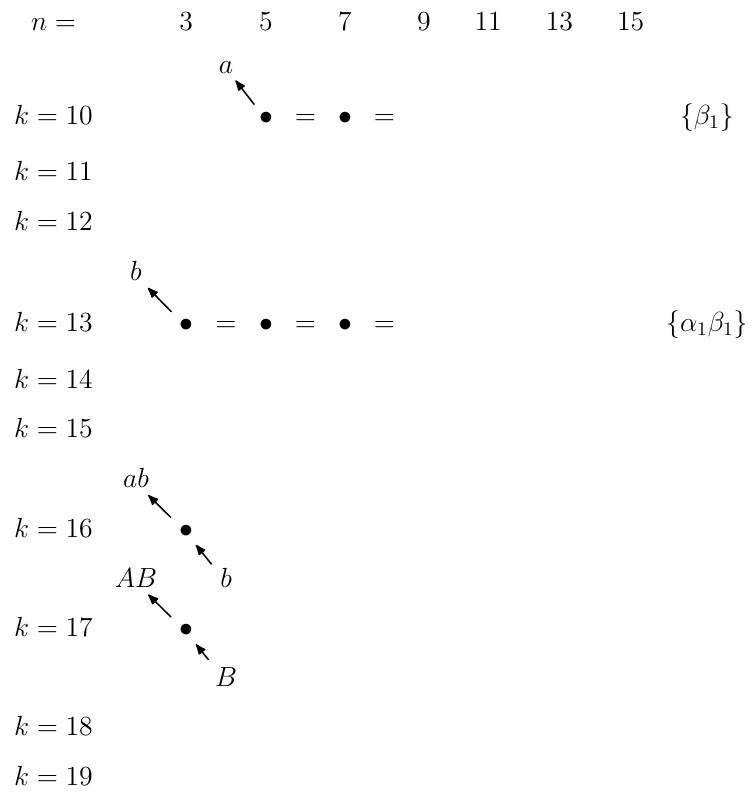 n = 3 5 7 9 11 13 15
a
k = 10 • = • = {β₁}
k = 11
k = 12
b
k = 13 • = • = • = {α₁β₁}
k = 14
k = 15
ab
k = 16 •
b
AB
k = 17 •
B
k = 18
k = 19